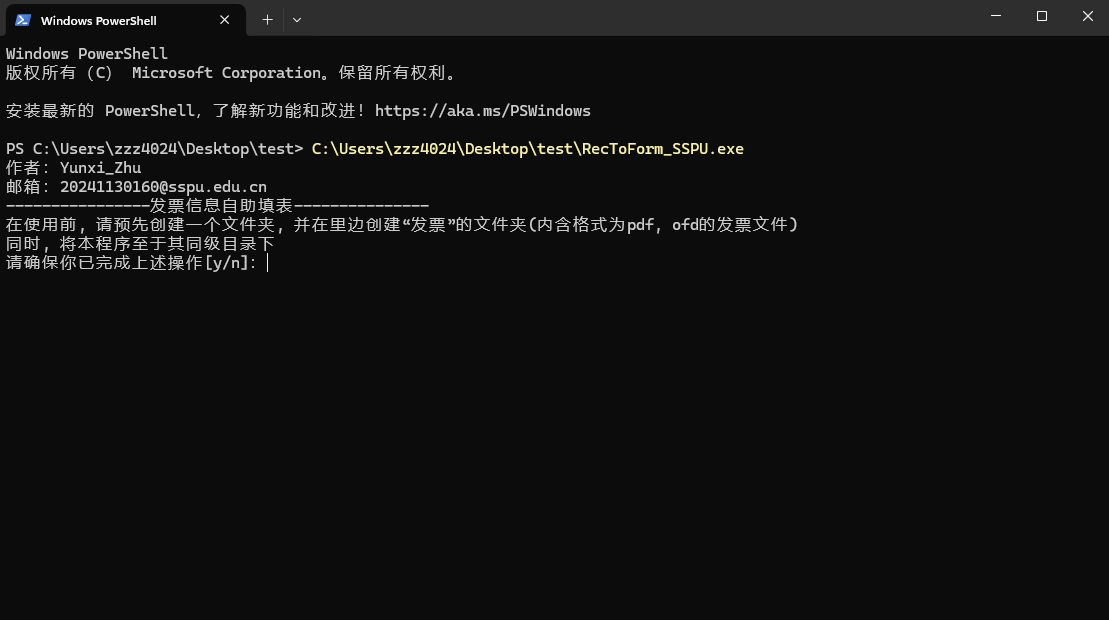 Windows PowerShell
Windows PowerShell
版权所有（C） Microsoft Corporation。保留所有权利。
安装最新的 PowerShell，了解新功能和改进！https://aka.ms/PSWindows
PS C:\Users\zzz4024\Desktop\test> C:\Users\zzz4024\Desktop\test\RecToForm_SSPU.exe
作者：Yunxi_Zhu
邮箱：20241130160@sspu.edu.cn
----------------发票信息自助填表---------------
在使用前，请预先创建一个文件夹，并在里边创建“发票”的文件夹(内含格式为pdf，ofd的发票文件)
同时，将本程序至于其同级目录下
请确保你已完成上述操作[y/n]：